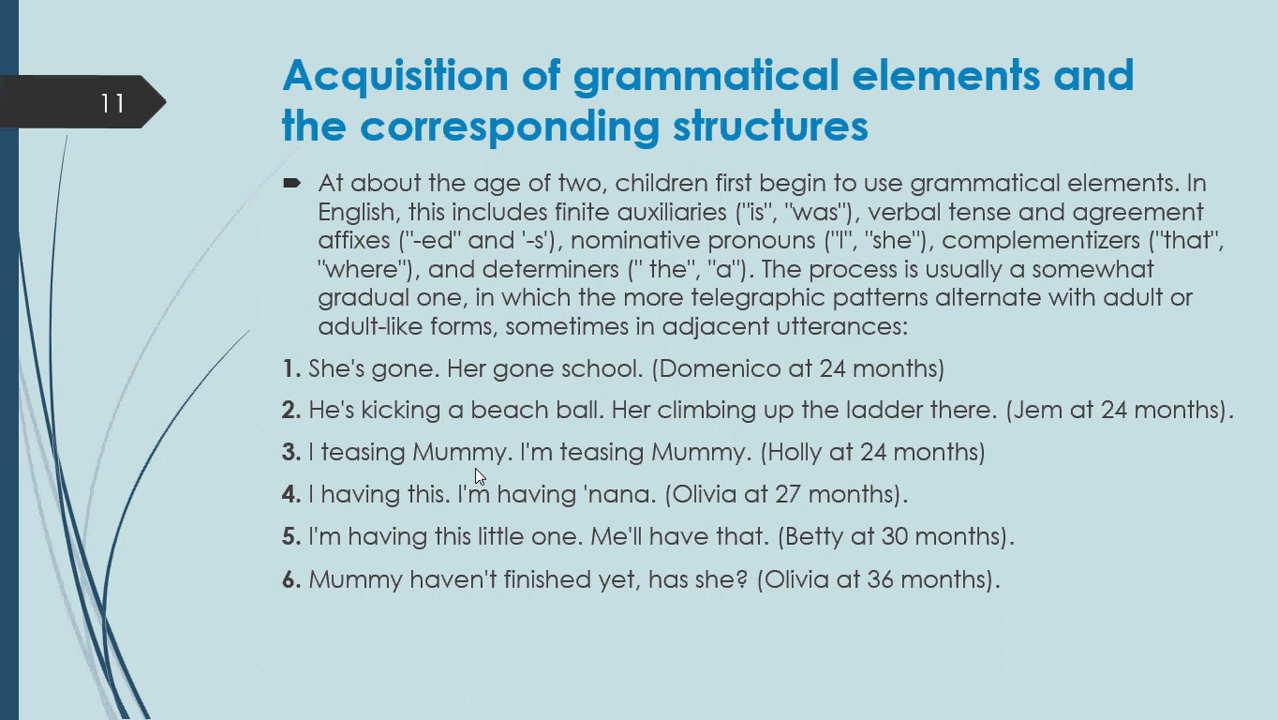 11
Acquisition of grammatical elements and
the corresponding structures
At about the age of two, children first begin to use grammatical elements. In
English, this includes finite auxiliaries ("is", "was"), verbal tense and agreement
affixes ("-ed" and '-s'), nominative pronouns ("I", "she"), complementizers ("that",
"where"), and determiners (" the", "a"). The process is usually a somewhat
gradual one, in which the more telegraphic patterns alternate with adult or
adult-like forms, sometimes in adjacent utterances:
1. She's gone. Her gone school. (Domenico at 24 months)
2. He's kicking a beach ball. Her climbing up the ladder there. (Jem at 24 months).
3. I teasing Mummy. I'm teasing Mummy. (Holly at 24 months)
4. I having this. I'm having 'nana. (Olivia at 27 months).
5. I'm having this little one. Me'll have that. (Betty at 30 months).
6. Mummy haven't finished yet, has she? (Olivia at 36 months).